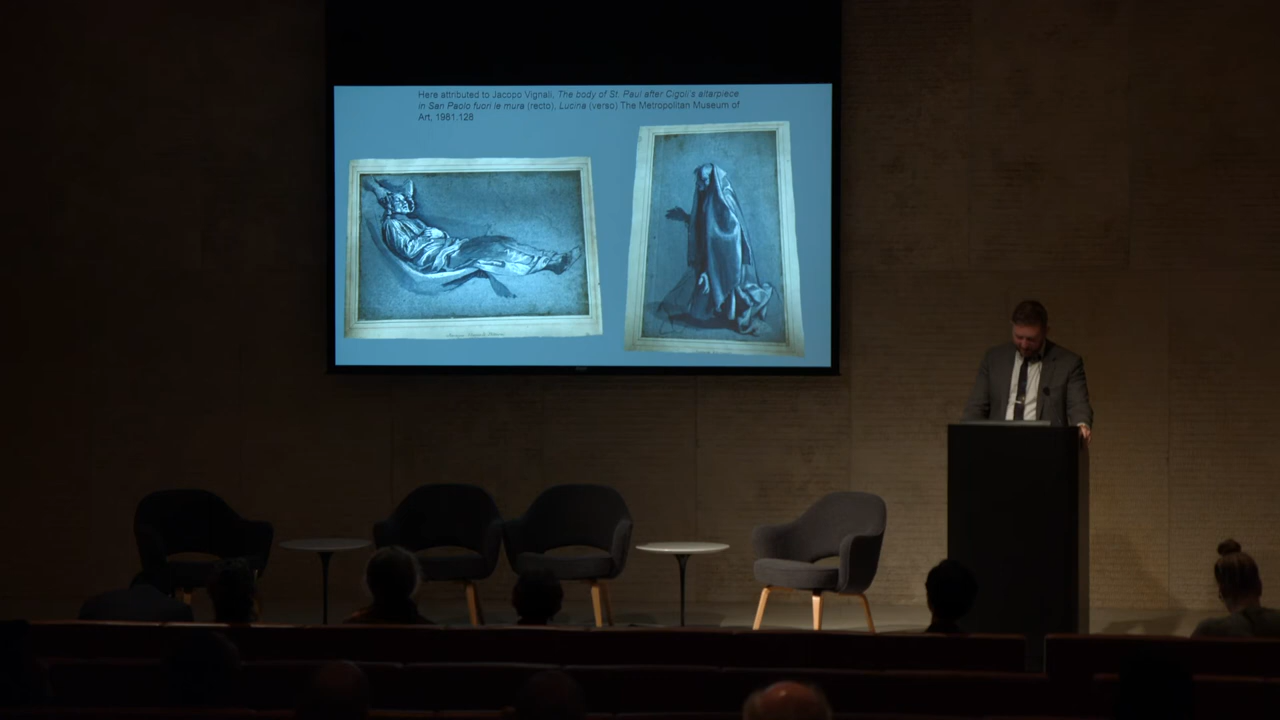 Here attributed to Jacopo Vignali, The body of St. Paul after Cigoli's altarpiece
in San Paolo fuori le mura (recto), Lucina (verso) The Metropolitan Museum of
Art, 1981.128